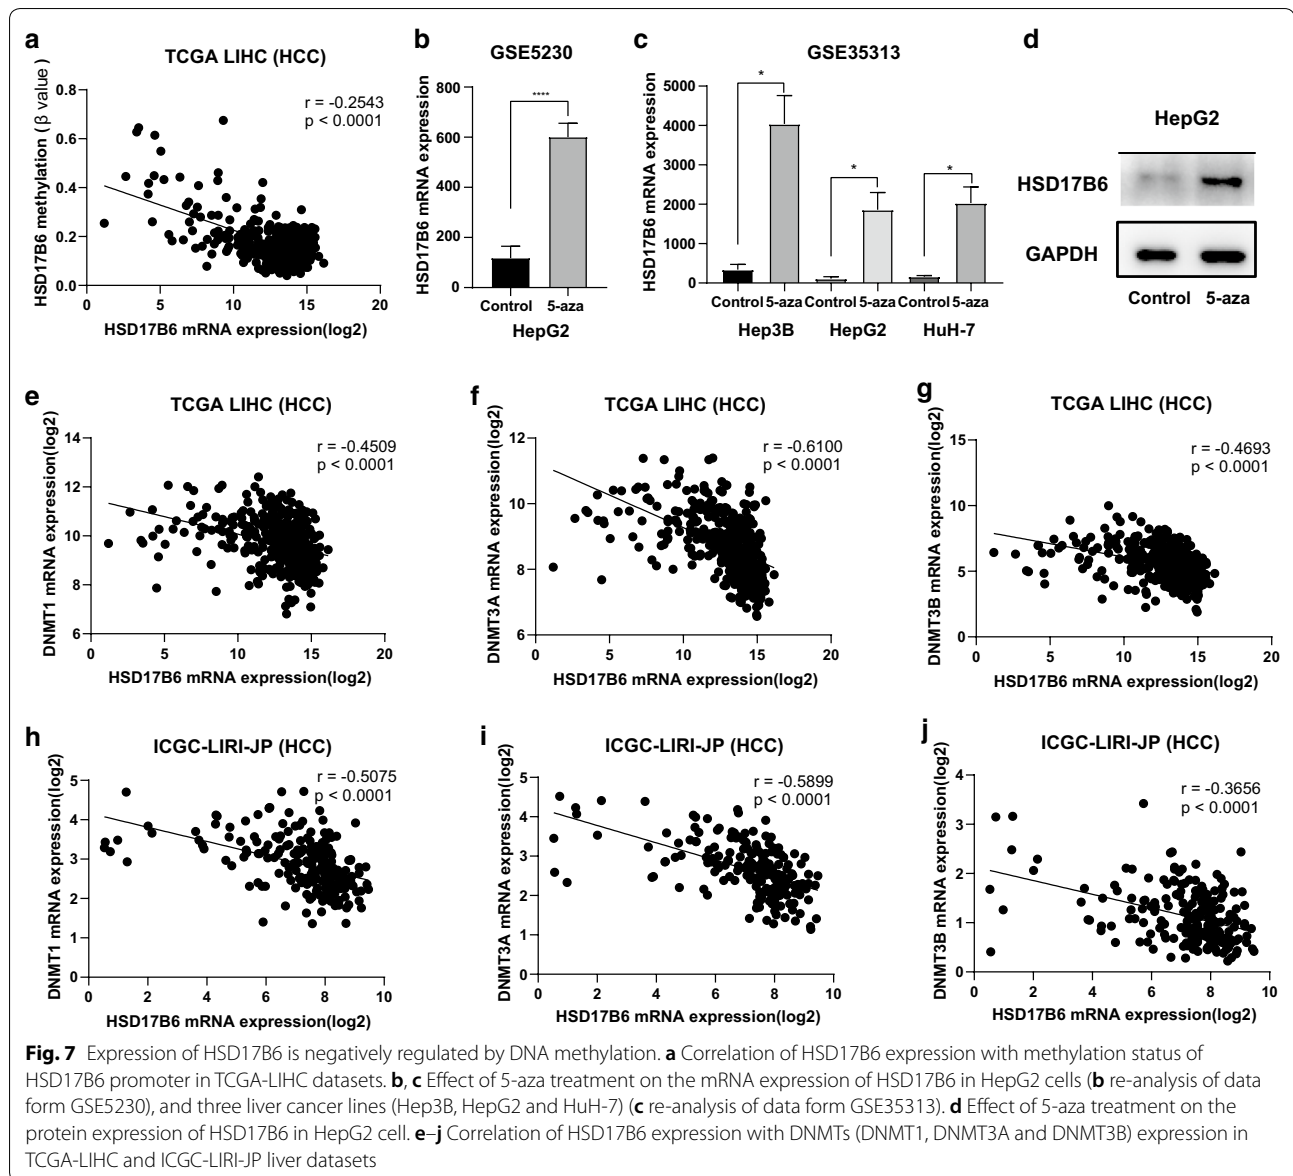 a
TCGA LIHC (HCC)
r = -0.2543
p < 0.0001
HSD17B6 methylation (β value )
0.8
0.6
0.4
0.2
0.0
0 5 10 15 20
HSD17B6 mRNA expression(log2)
b
GSE5230
HSD17B6 mRNA expression
800
600
400
200
0
****
Control 5-aza
HepG2
c
GSE35313
HSD17B6 mRNA expression
5000
4000
3000
2000
1000
0
* * *
Control 5-aza Control 5-aza Control 5-aza
Hep3B HepG2 HuH-7
d
HepG2
HSD17B6
GAPDH
Control 5-aza
e
TCGA LIHC (HCC)
r = -0.4509
p < 0.0001
DNMT1 mRNA expression(log2)
14
12
10
8
6
0 5 10 15 20
HSD17B6 mRNA expression(log2)
f
TCGA LIHC (HCC)
r = -0.6100
p < 0.0001
DNMT3A mRNA expression(log2)
12
10
8
6
0 5 10 15 20
HSD17B6 mRNA expression(log2)
g
TCGA LIHC (HCC)
r = -0.4693
p < 0.0001
DNMT3B mRNA expression(log2)
15
10
5
0
0 5 10 15 20
HSD17B6 mRNA expression(log2)
h
ICGC-LIRI-JP (HCC)
r = -0.5075
p < 0.0001
DNMT1 mRNA expression(log2)
5
4
3
2
1
0
0 2 4 6 8 10
HSD17B6 mRNA expression(log2)
i
ICGC-LIRI-JP (HCC)
r = -0.5899
p < 0.0001
DNMT3A mRNA expression(log2)
5
4
3
2
1
0
0 2 4 6 8 10
HSD17B6 mRNA expression(log2)
j
ICGC-LIRI-JP (HCC)
r = -0.3656
p < 0.0001
DNMT3B mRNA expression(log2)
4
3
2
1
0
0 2 4 6 8 10
HSD17B6 mRNA expression(log2)
Fig. 7 Expression of HSD17B6 is negatively regulated by DNA methylation. a Correlation of HSD17B6 expression with methylation status of
HSD17B6 promoter in TCGA-LIHC datasets. b, c Effect of 5-aza treatment on the mRNA expression of HSD17B6 in HepG2 cells (b re-analysis of data
form GSE5230), and three liver cancer lines (Hep3B, HepG2 and HuH-7) (c re-analysis of data form GSE35313). d Effect of 5-aza treatment on the
protein expression of HSD17B6 in HepG2 cell. e–j Correlation of HSD17B6 expression with DNMTs (DNMT1, DNMT3A and DNMT3B) expression in
TCGA-LIHC and ICGC-LIRI-JP liver datasets